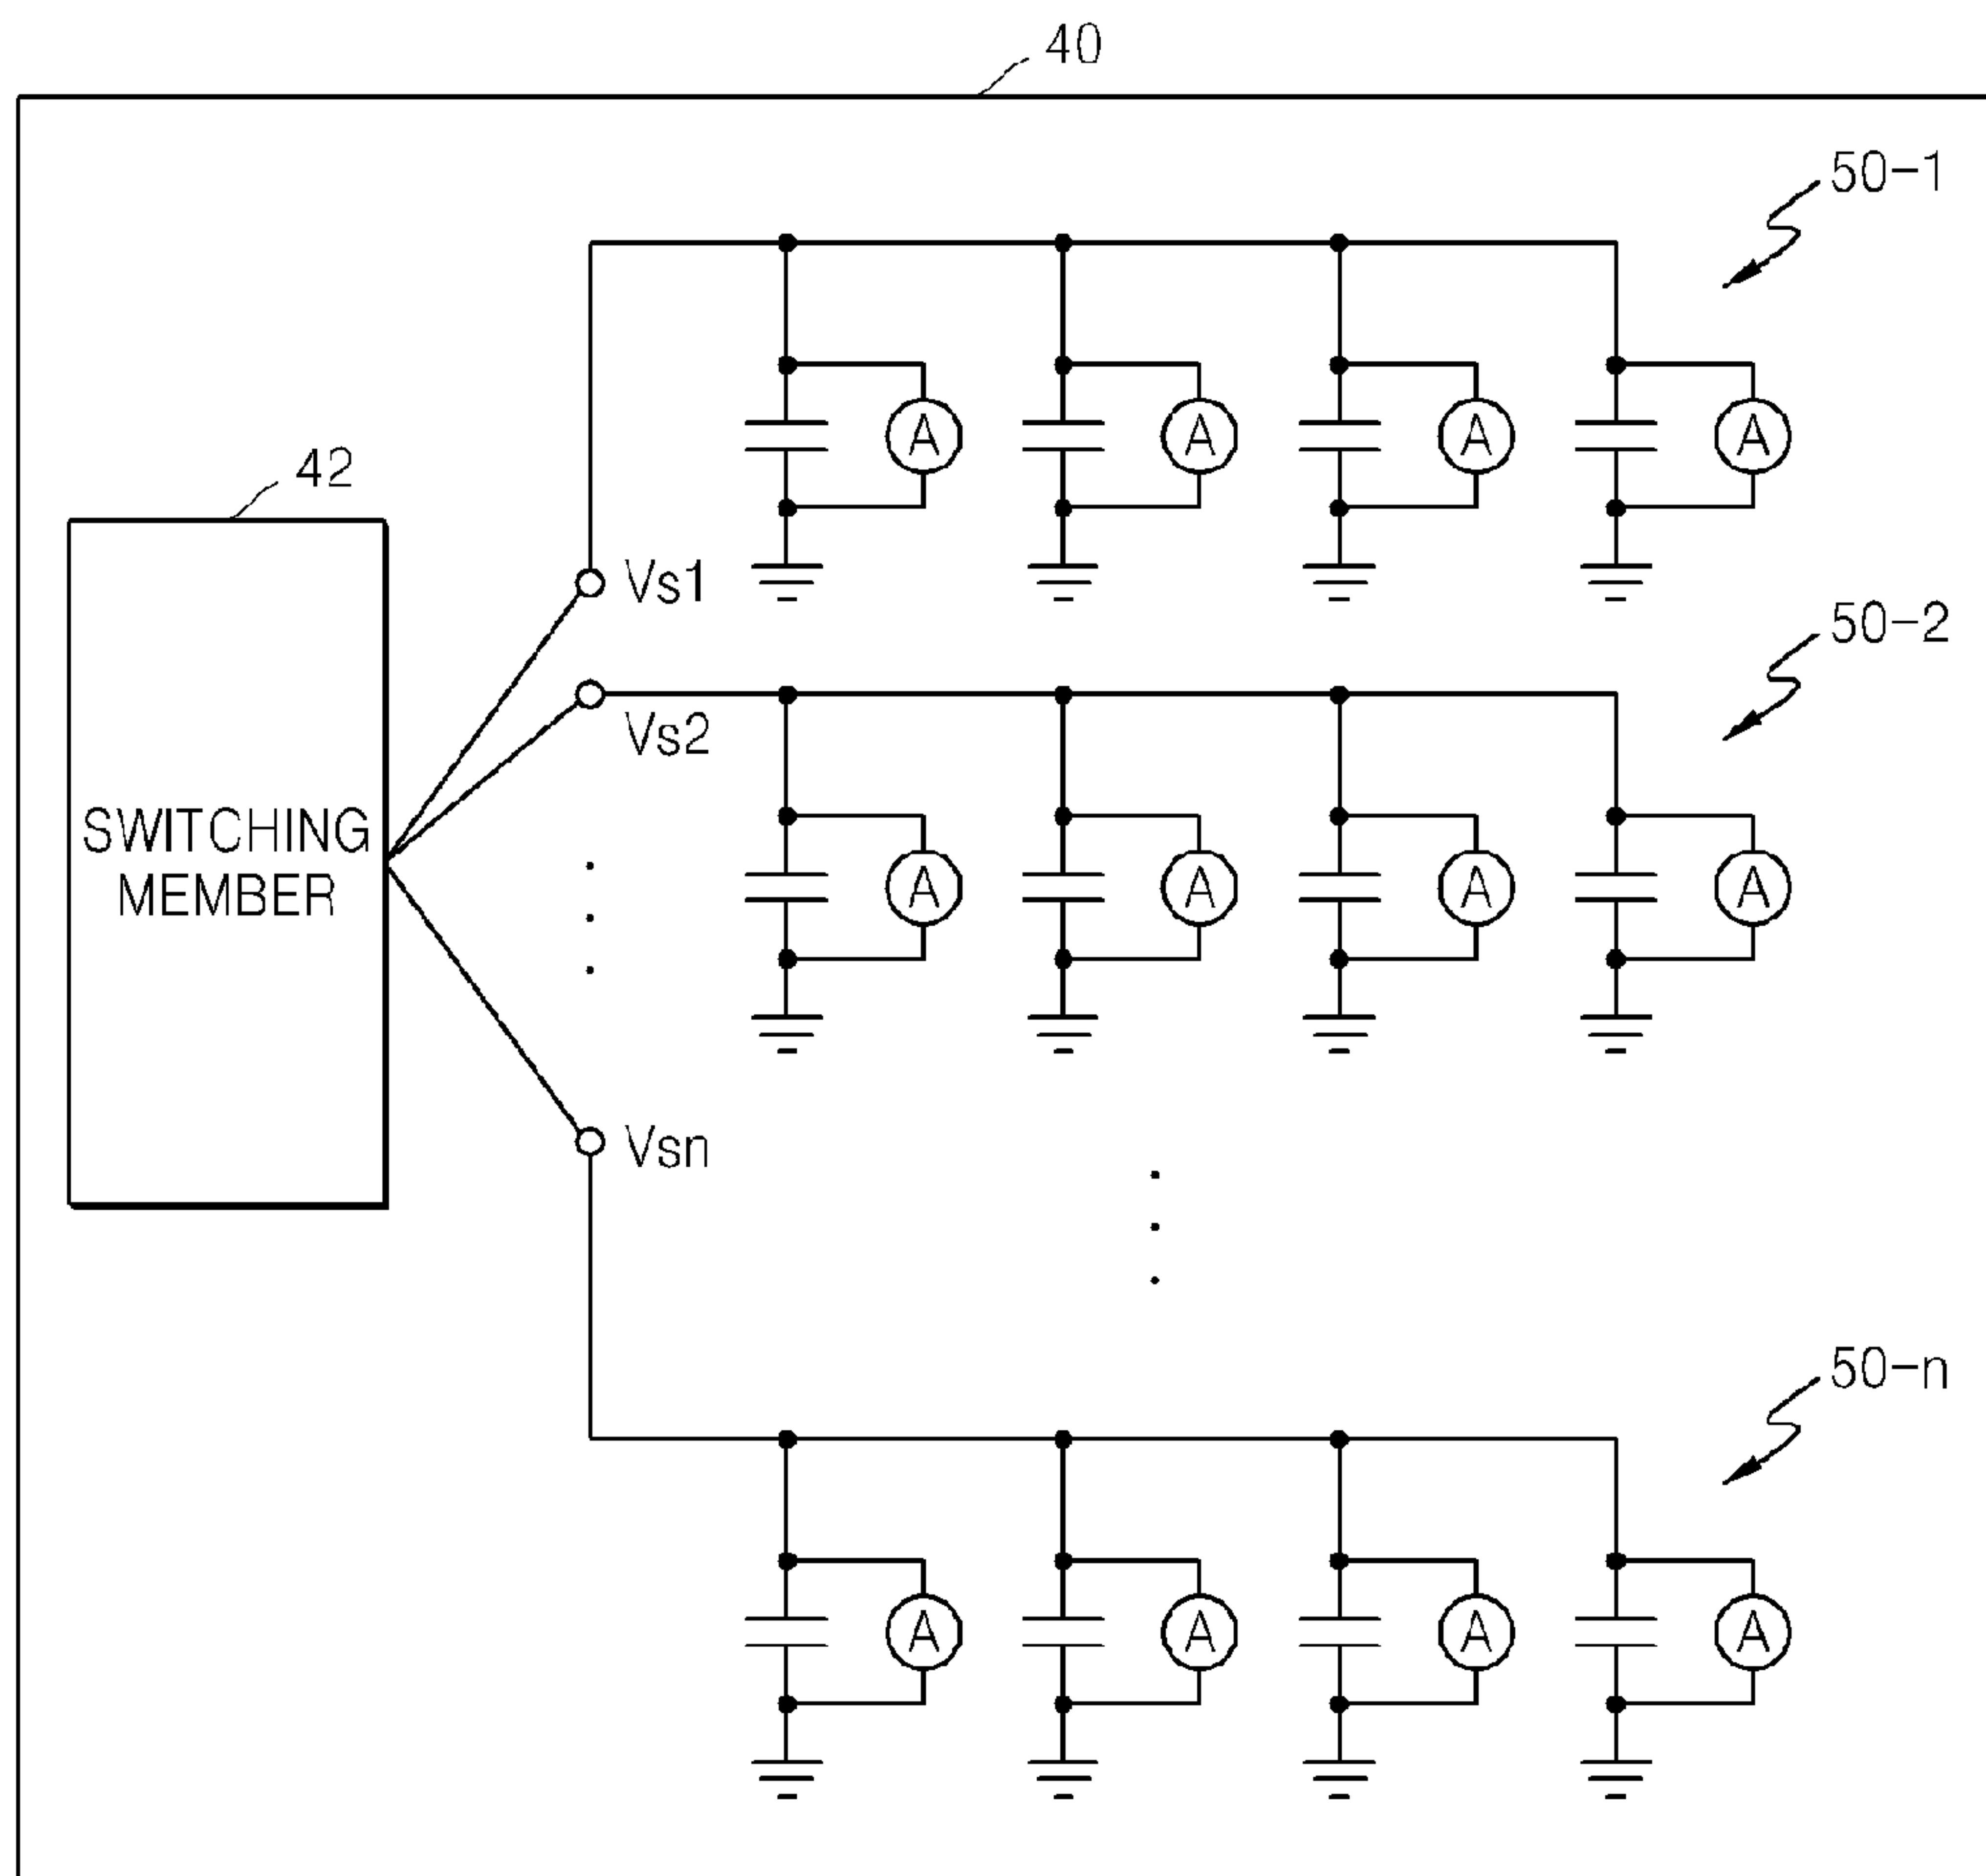 40
50-1
A A A A
42
Vs1
50-2
Vs2
SWITCHING
MEMBER
A A A A
Vsn
50-n
A A A A